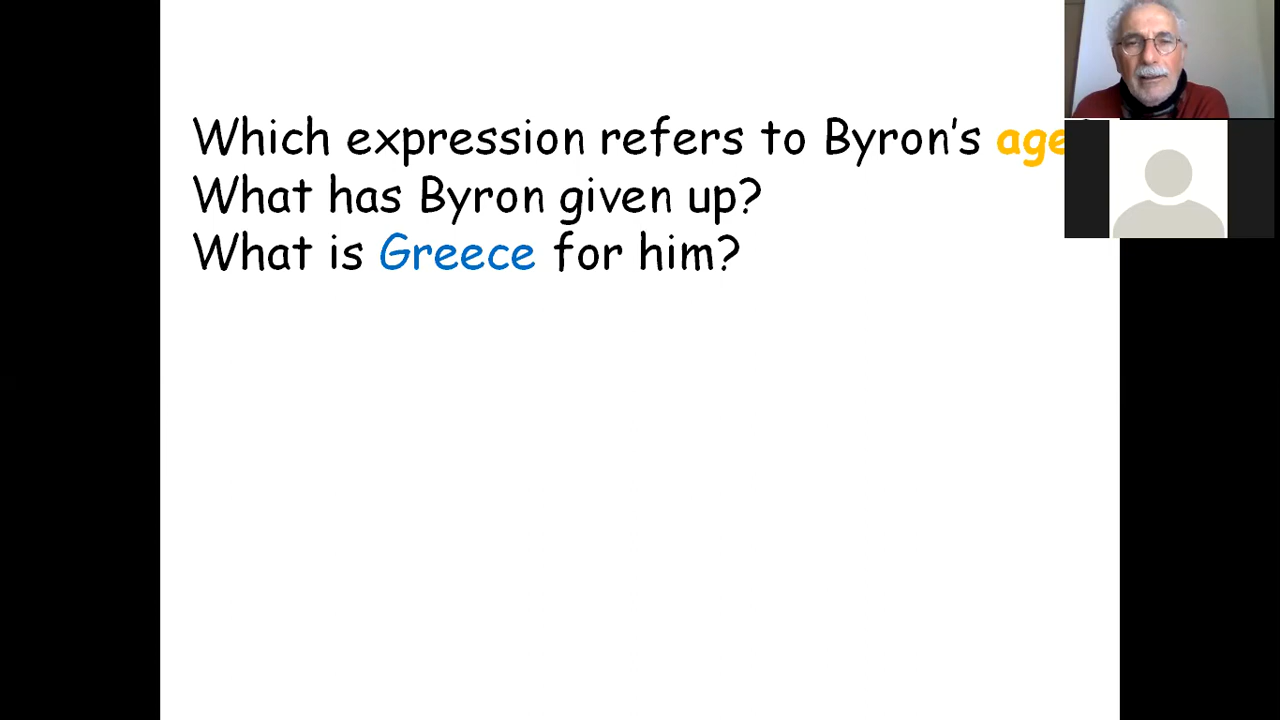 Which expression refers to Byron's age
What has Byron given up?
What is Greece for him?